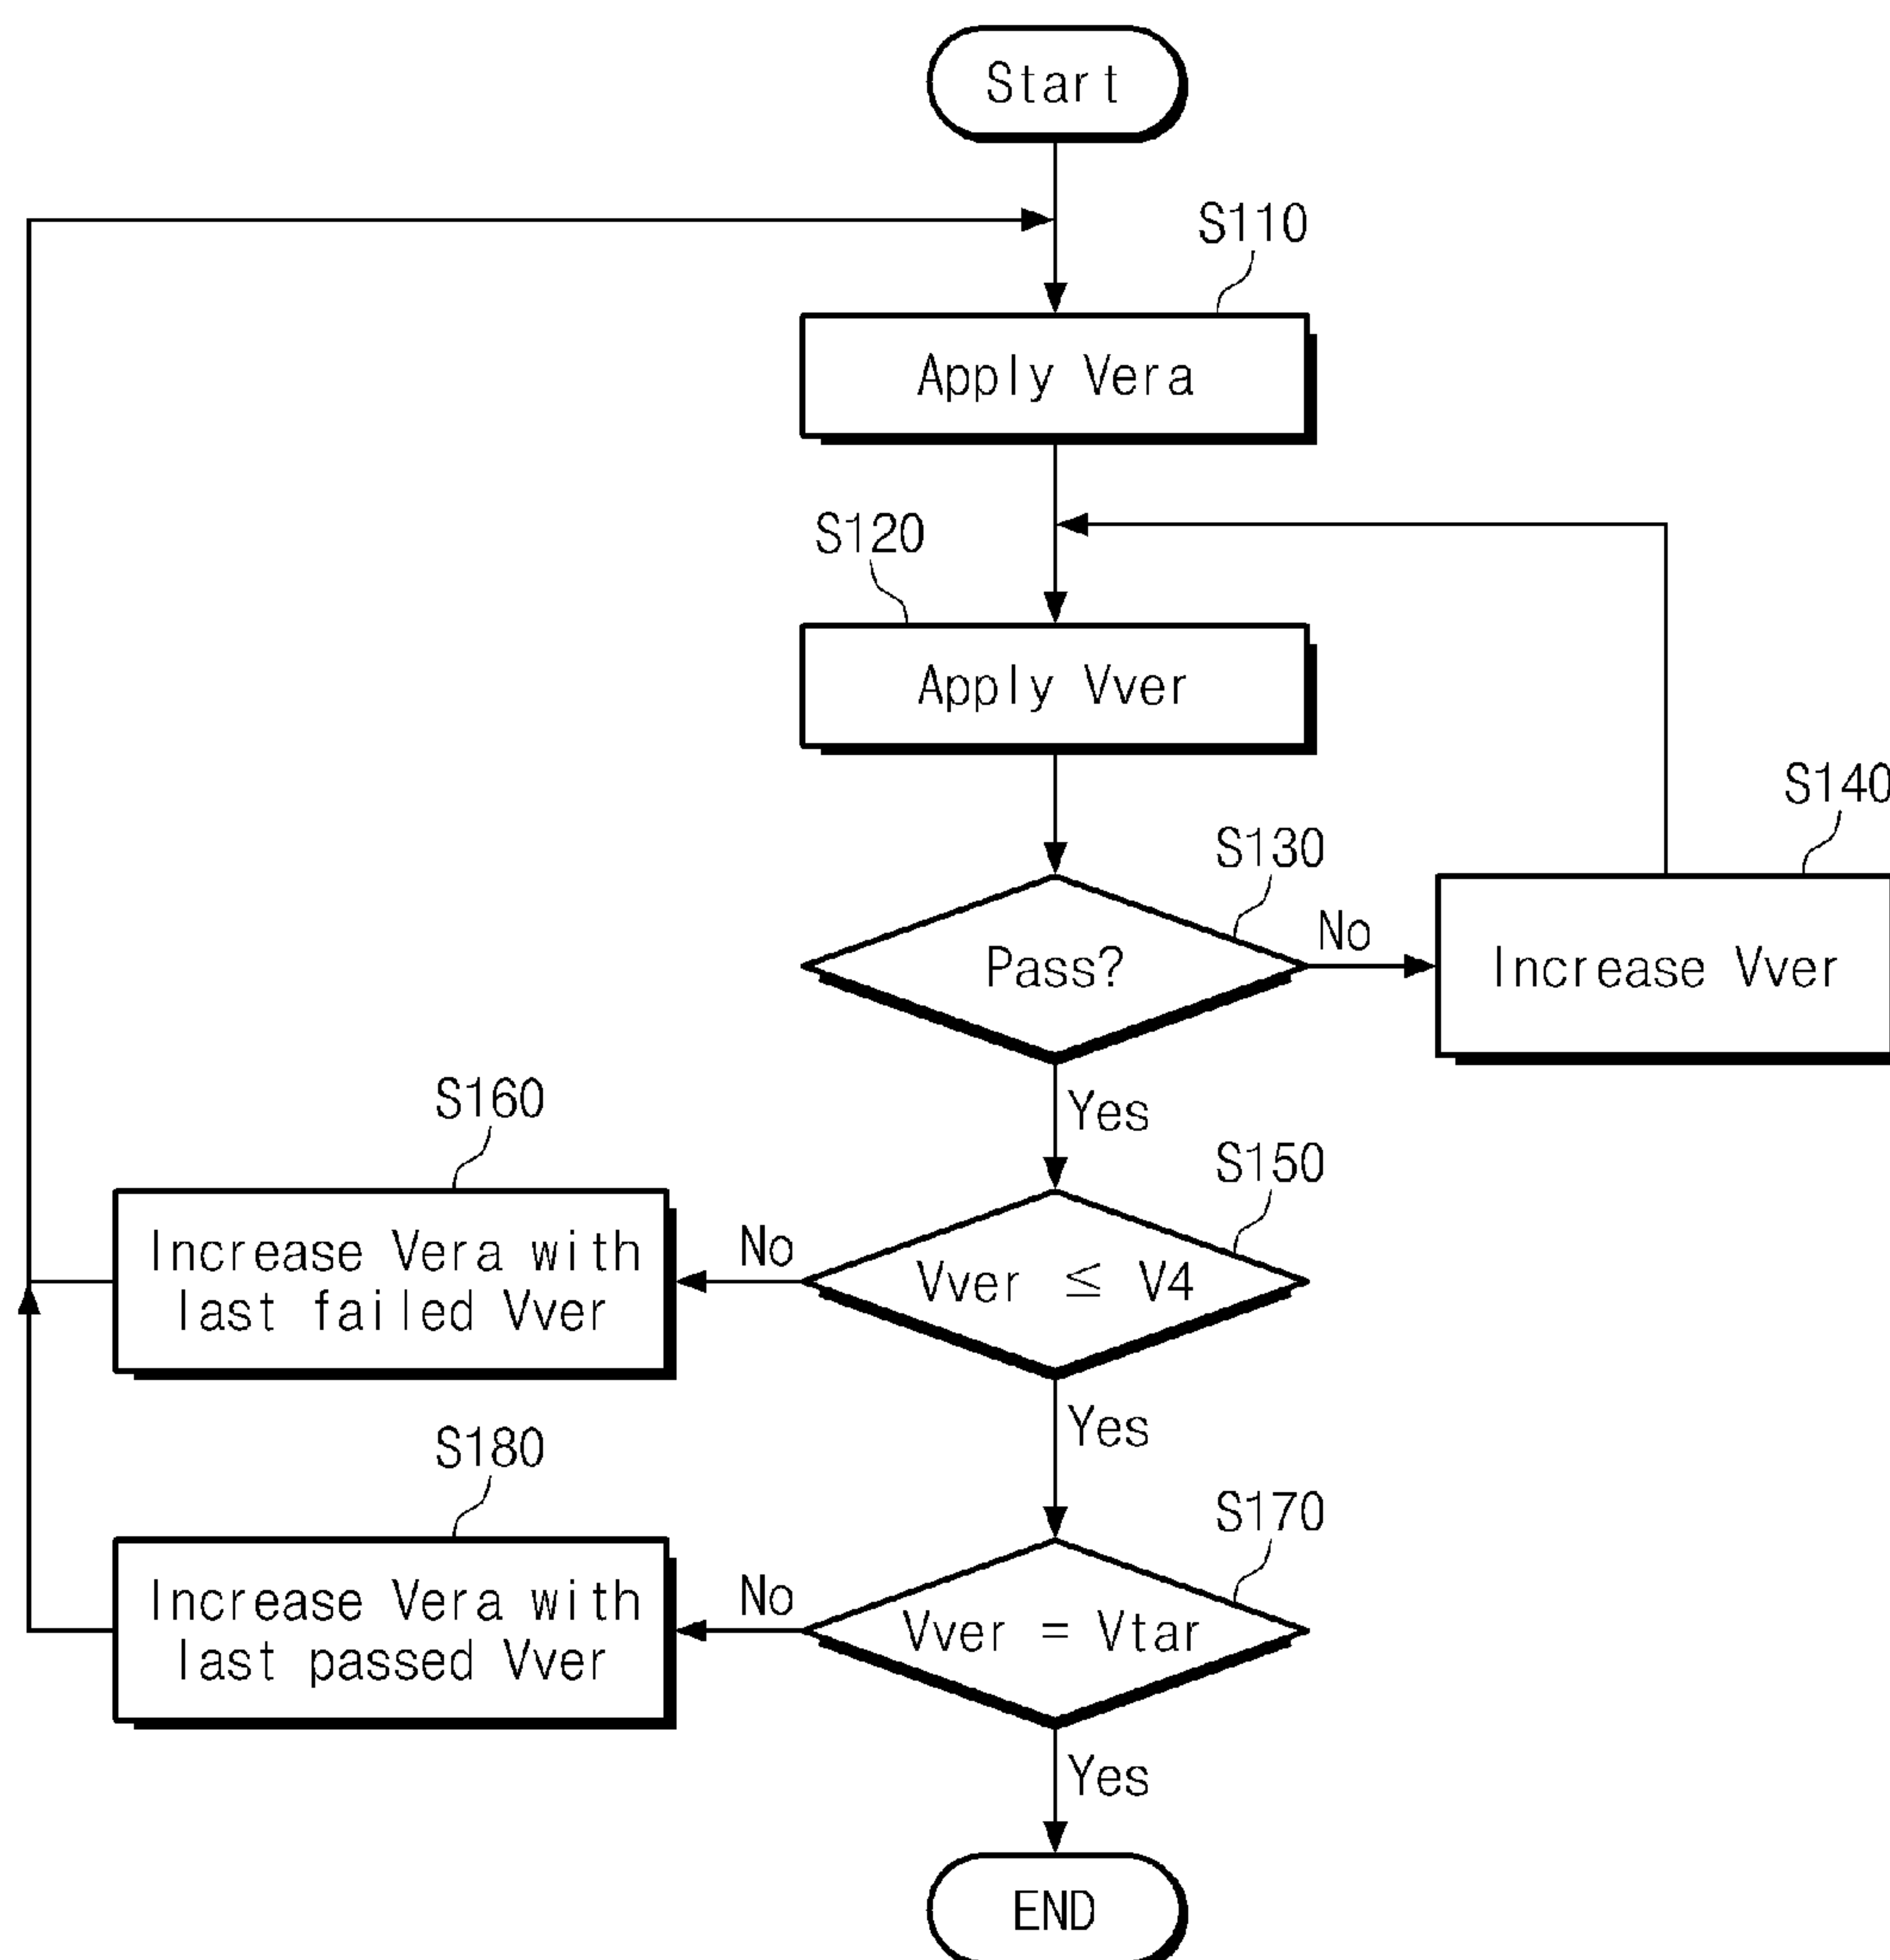 Start
S110
Apply Vera
S120
Apply Vver
S140
S130
Pass?
No
Increase Vver
Yes
S160
S150
Increase Vera with
last failed Vver
No
Vver ≤ V4
Yes
S180
S170
Increase Vera with
last passed Vver
No
Vver = Vtar
Yes
END